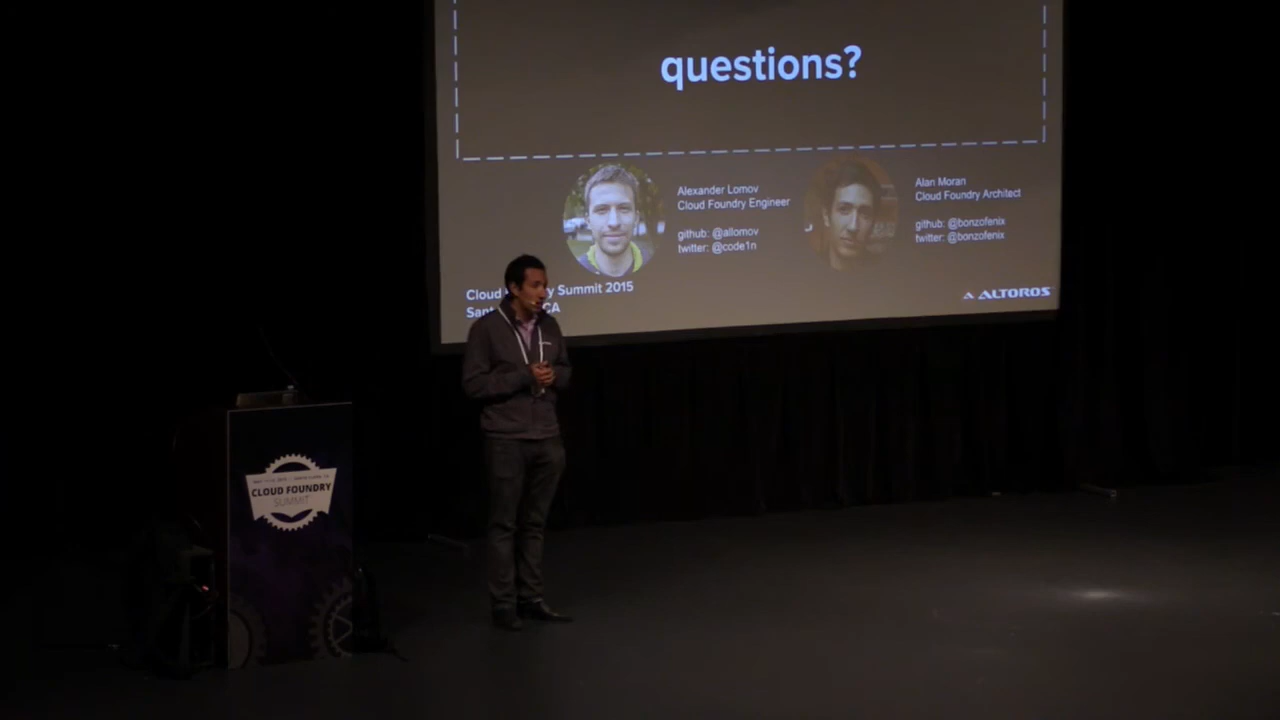 questions?
Alexander Lomov
Cloud Foundry Engineer
github: @allomov
twitter: @code1n
Alan Moran
Cloud Foundry Architect
github: @bonzofenix
twitter: @bonzofenix
Cloud Summit 2015
CA
ALTOROS
CLOUD FOUNDRY
SUMMIT